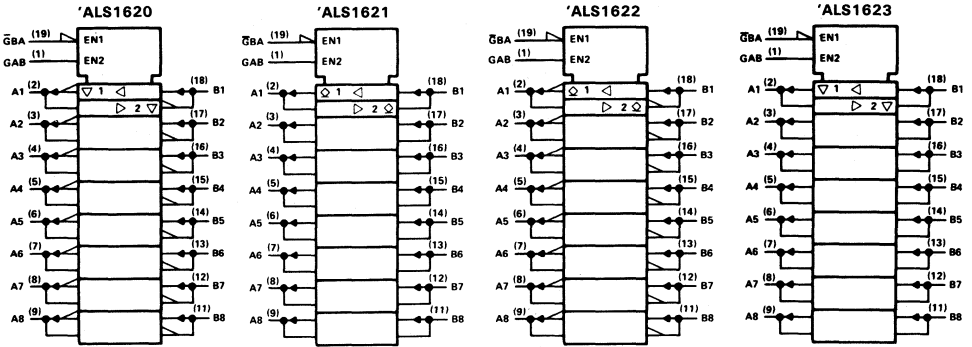 'ALS1620
G̅BA (19) EN1
GAB (1) EN2
A1 (2) ▽ 1 ◁ (18) B1
▷ 2 ▽
A2 (3) (17) B2
A3 (4) (16) B3
A4 (5) (15) B4
A5 (6) (14) B5
A6 (7) (13) B6
A7 (8) (12) B7
A8 (9) (11) B8
'ALS1621
G̅BA (19) EN1
GAB (1) EN2
A1 (2) ◇ 1 ◁ (18) B1
▷ 2 ◇
A2 (3) (17) B2
A3 (4) (16) B3
A4 (5) (15) B4
A5 (6) (14) B5
A6 (7) (13) B6
A7 (8) (12) B7
A8 (9) (11) B8
'ALS1622
G̅BA (19) EN1
GAB (1) EN2
A1 (2) ◇ 1 ◁ (18) B1
▷ 2 ◇
A2 (3) (17) B2
A3 (4) (16) B3
A4 (5) (15) B4
A5 (6) (14) B5
A6 (7) (13) B6
A7 (8) (12) B7
A8 (9) (11) B8
'ALS1623
G̅BA (19) EN1
GAB (1) EN2
A1 (2) ▽ 1 ◁ (18) B1
▷ 2 ▽
A2 (3) (17) B2
A3 (4) (16) B3
A4 (5) (15) B4
A5 (6) (14) B5
A6 (7) (13) B6
A7 (8) (12) B7
A8 (9) (11) B8